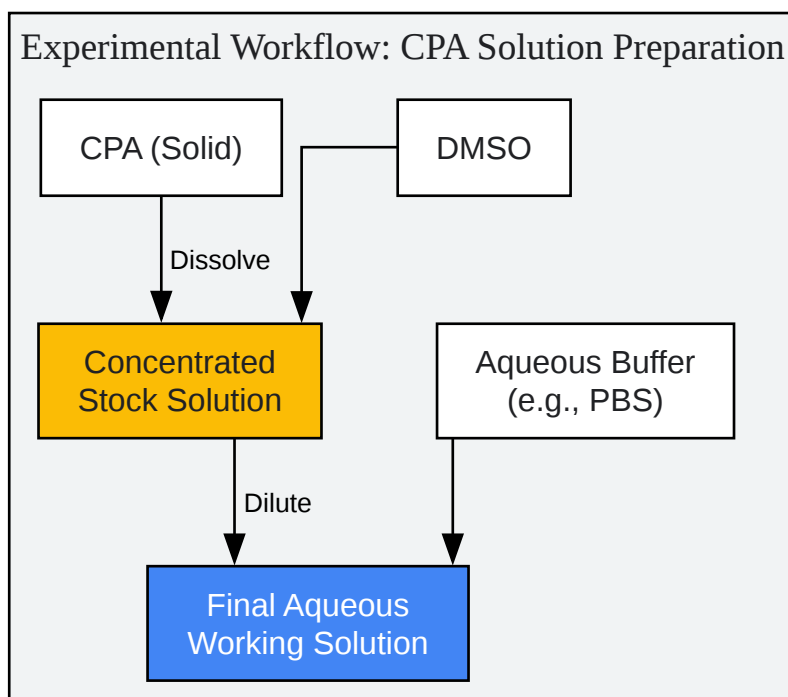 Experimental Workflow: CPA Solution Preparation
CPA (Solid)
DMSO
Dissolve
Concentrated
Stock Solution
Aqueous Buffer
(e.g., PBS)
Dilute
Final Aqueous
Working Solution